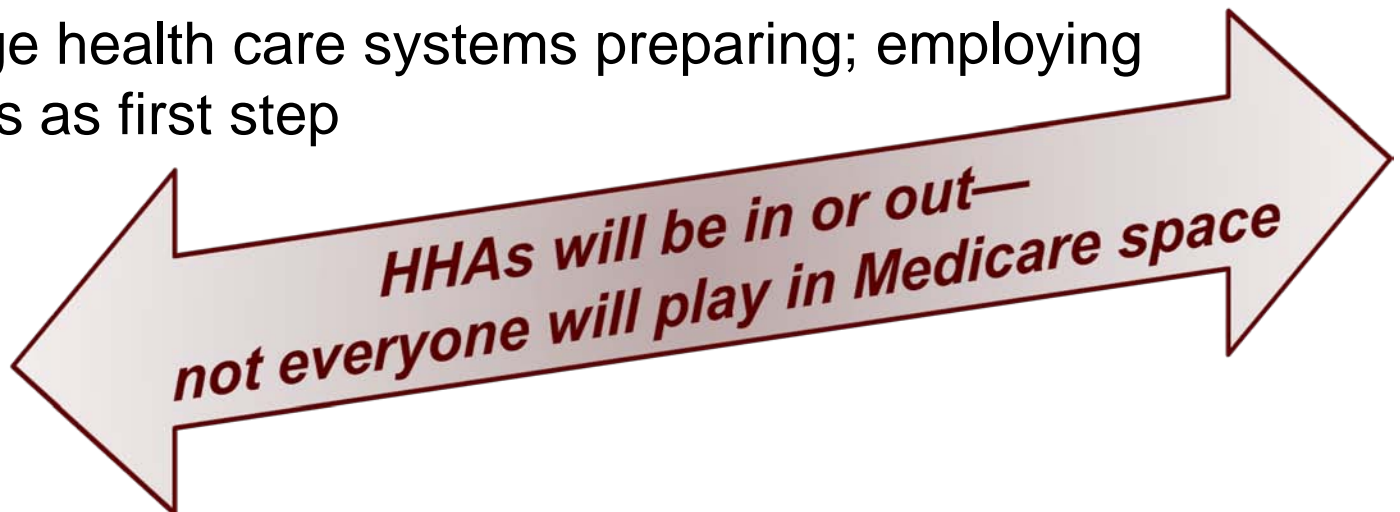 health care systems preparing; employing
as first step
HHAs will be in or out—
not everyone will play in Medicare space